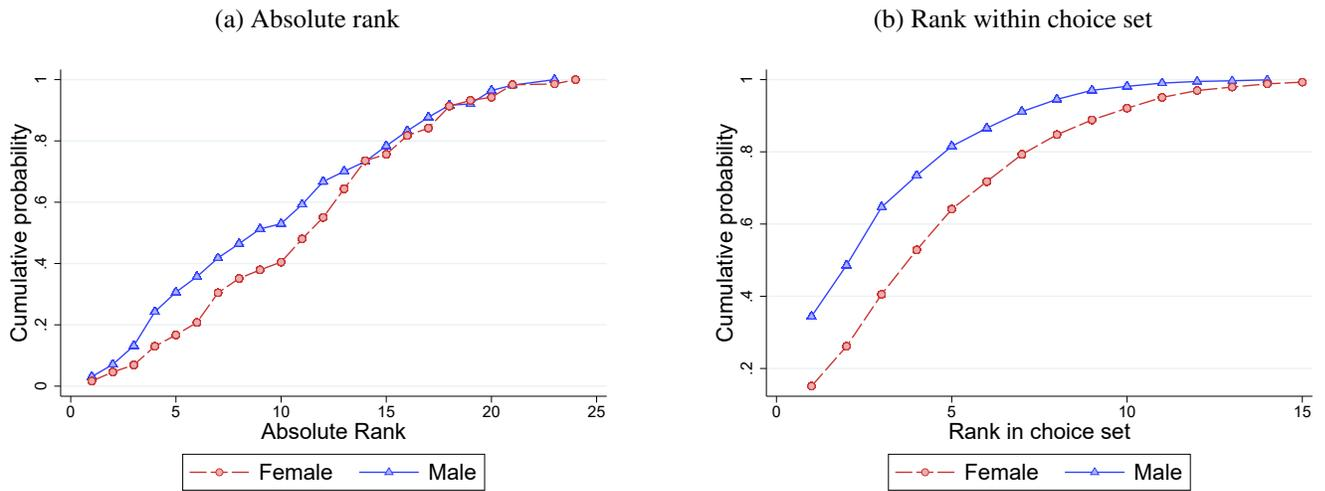 (a) Absolute rank
Cumulative probability
0
.2
.4
.6
.8
1
0 5 10 15 20 25
Absolute Rank
Female Male
(b) Rank within choice set
Cumulative probability
.2
.4
.6
.8
1
0 5 10 15
Rank in choice set
Female Male